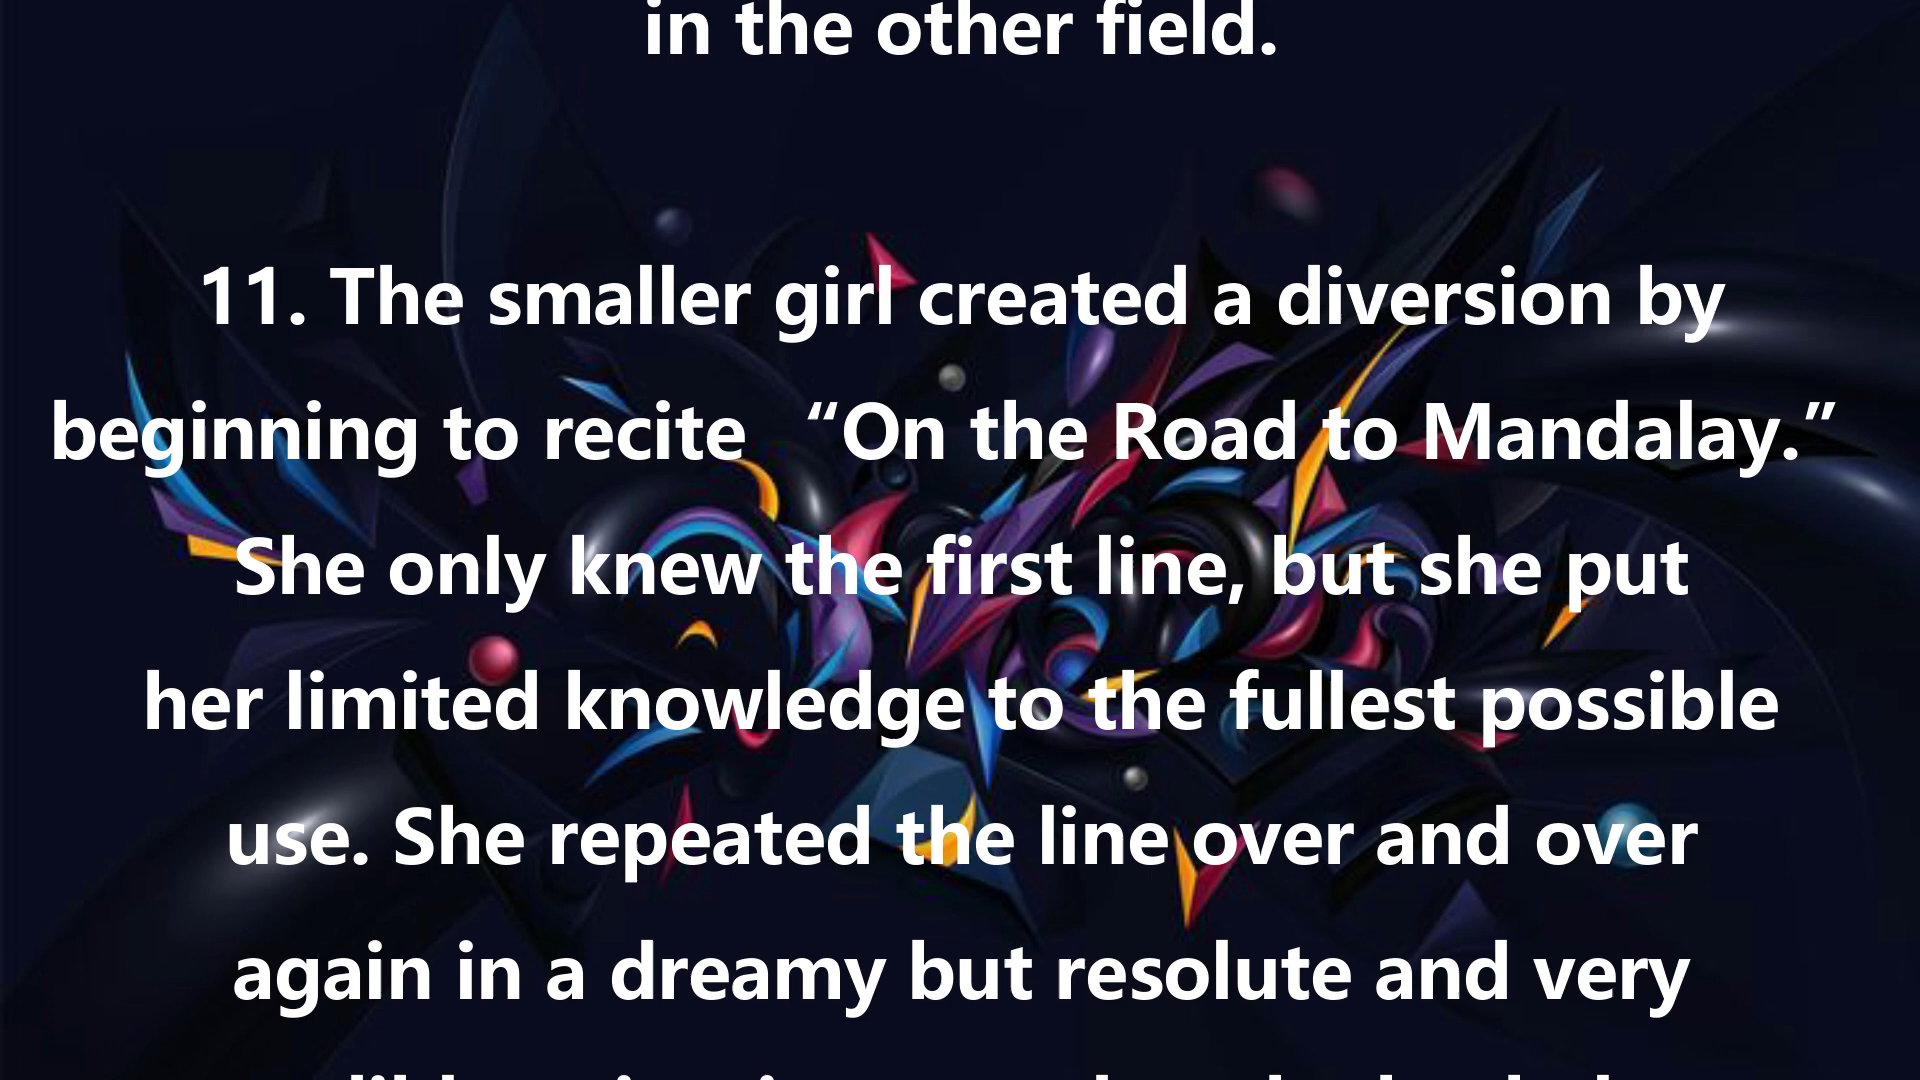 in the other field.
11. The smaller girl created a diversion by
beginning to recite “On the Road to Mandalay.”
She only knew the first line, but she put
her limited knowledge to the fullest possible
use. She repeated the line over and over
again in a dreamy but resolute and very